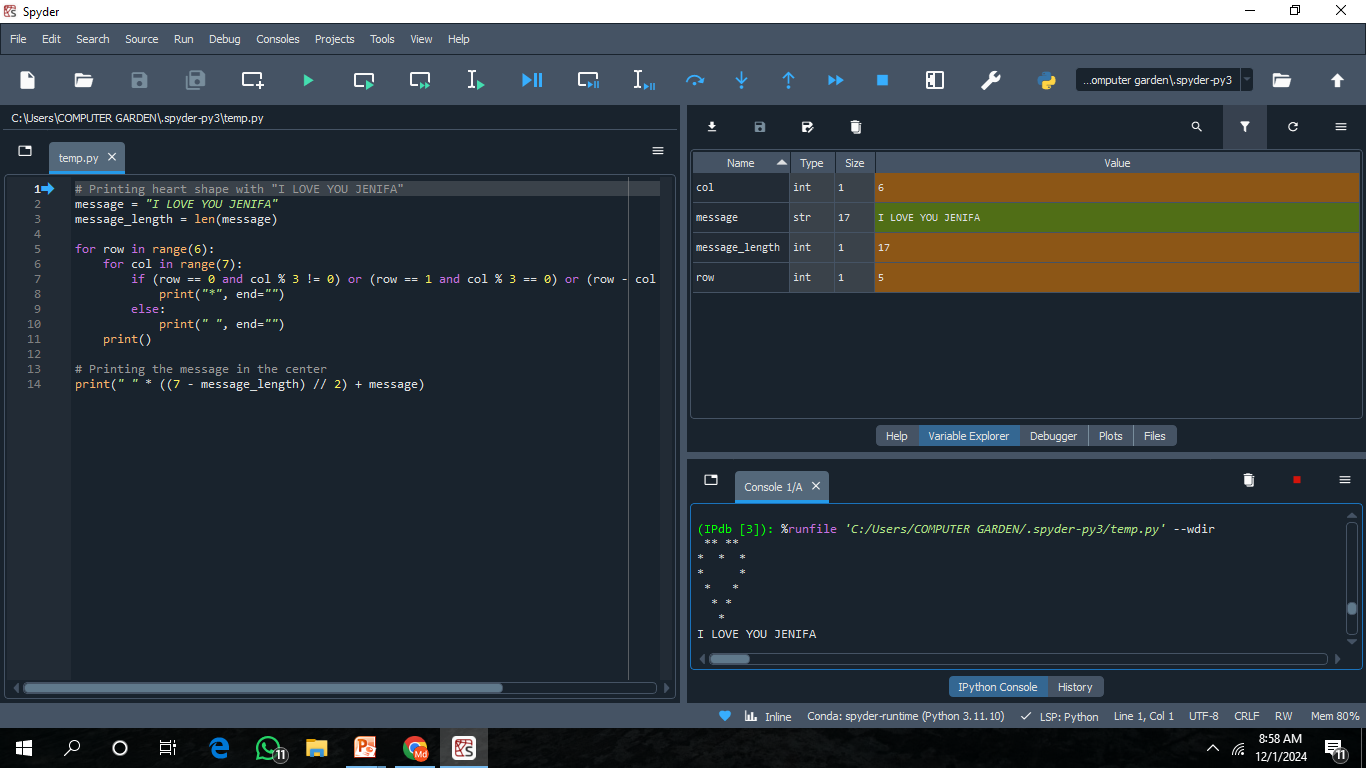 Spyder
File Edit Search Source Run Debug Consoles Projects Tools View Help
...omputer garden\.spyder-py3
C:\Users\COMPUTER GARDEN\.spyder-py3\temp.py
temp.py
1 # Printing heart shape with "I LOVE YOU JENIFA"
2 message = "I LOVE YOU JENIFA"
3 message_length = len(message)
4
5 for row in range(6):
6     for col in range(7):
7         if (row == 0 and col % 3 != 0) or (row == 1 and col % 3 == 0) or (row - col
8             print("*", end="")
9         else:
10             print(" ", end="")
11     print()
12
13 # Printing the message in the center
14 print(" " * ((7 - message_length) // 2) + message)
Name Type Size Value
col int 1 6
message str 17 I LOVE YOU JENIFA
message_length int 1 17
row int 1 5
Help Variable Explorer Debugger Plots Files
Console 1/A
(IPdb [3]): %runfile 'C:/Users/COMPUTER GARDEN/.spyder-py3/temp.py' --wdir
 ** **
*  *  *
*     *
 *   *
  * *
   *
I LOVE YOU JENIFA
IPython Console History
Inline Conda: spyder-runtime (Python 3.11.10) LSP: Python Line 1, Col 1 UTF-8 CRLF RW Mem 80%
11
Md
8:58 AM
12/1/2024
11